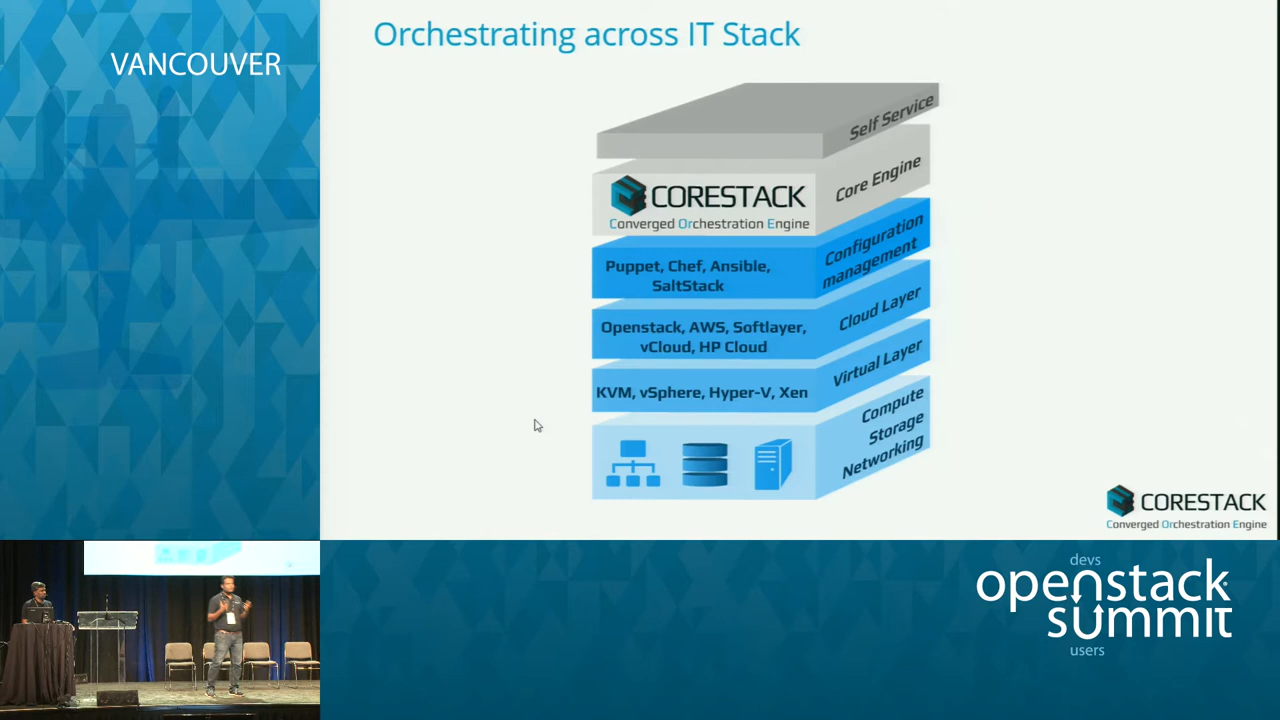 VANCOUVER
Orchestrating across IT Stack
Self Service
CORESTACK
Converged Orchestration Engine
Core Engine
Puppet, Chef, Ansible,
SaltStack
Configuration
management
Openstack, AWS, Softlayer,
vCloud, HP Cloud
Cloud Layer
KVM, vSphere, Hyper-V, Xen
Virtual Layer
Compute
Storage
Networking
CORESTACK
Converged Orchestration Engine
devs
openstack
summit
users